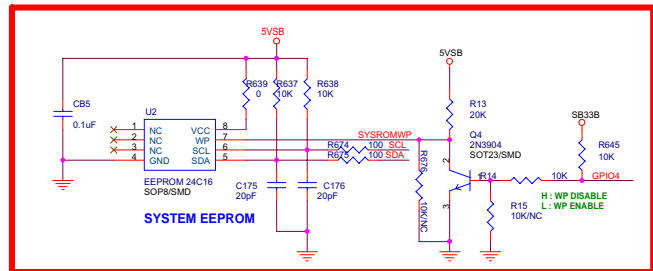 5VSB
5VSB
R639
0
R637
10K
R638
10K
R13
20K
SB33B
CB5
0.1uF
U2
1 NC VCC 8
2 NC WP 7
3 NC SCL 6
4 GND SDA 5
EEPROM 24C16
SOP8/SMD
SYSROMWP
R674 100 SCL
R675 100 SDA
Q4
2N3904
SOT23/SMD
R645
10K
R676
10K/NC
2
1
3
R14
10K
GPIO4
C175
20pF
C176
20pF
R15
10K/NC
H : WP DISABLE
L : WP ENABLE
SYSTEM EEPROM